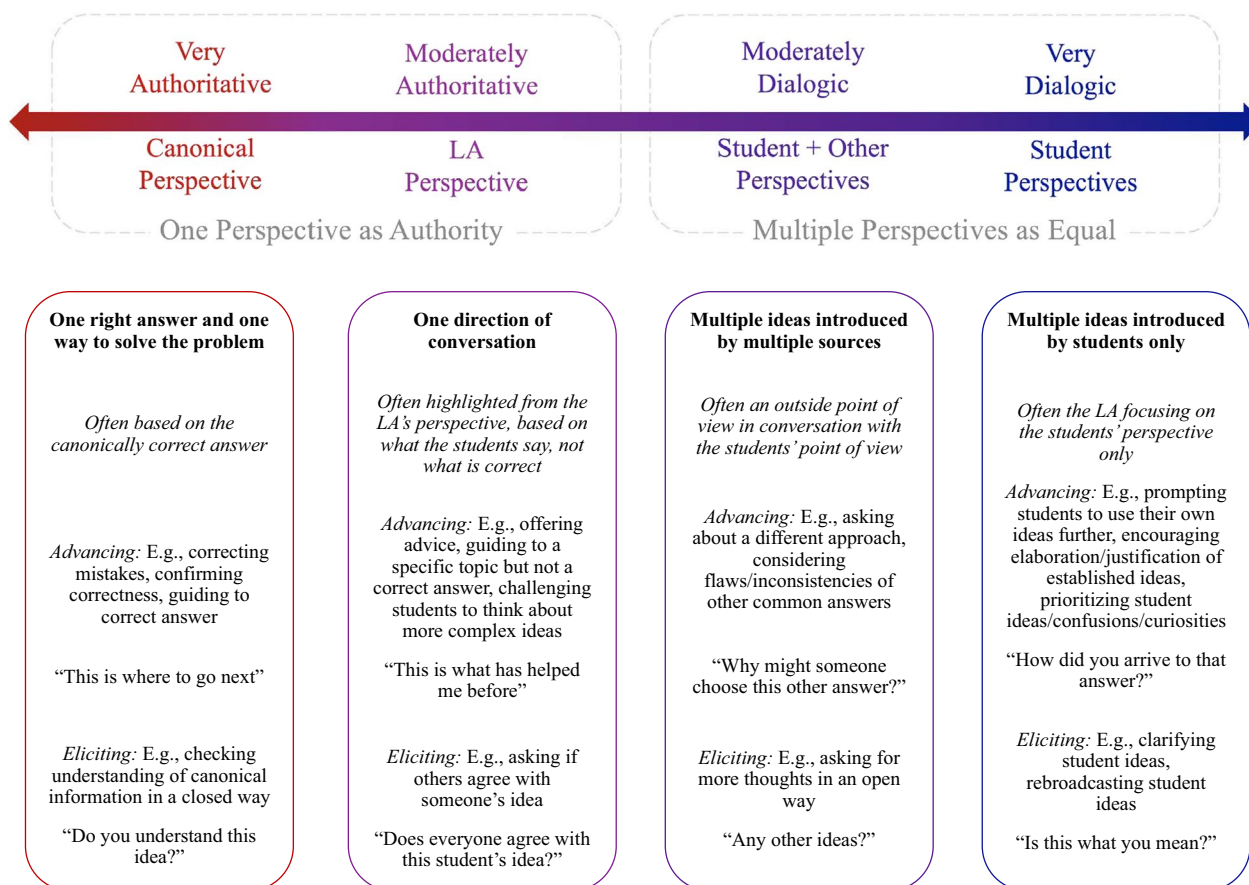 Very
Authoritative
Moderately
Authoritative
Moderately
Dialogic
Very
Dialogic
Canonical
Perspective
LA
Perspective
Student + Other
Perspectives
Student
Perspectives
One Perspective as Authority
Multiple Perspectives as Equal
One right answer and one
way to solve the problem
Often based on the
canonically correct answer
Advancing: E.g., correcting
mistakes, confirming
correctness, guiding to
correct answer
“This is where to go next”
Eliciting: E.g., checking
understanding of canonical
information in a closed way
“Do you understand this
idea?”
One direction of
conversation
Often highlighted from the
LA’s perspective, based on
what the students say, not
what is correct
Advancing: E.g., offering
advice, guiding to a
specific topic but not a
correct answer, challenging
students to think about
more complex ideas
“This is what has helped
me before”
Eliciting: E.g., asking if
others agree with
someone’s idea
“Does everyone agree with
this student’s idea?”
Multiple ideas introduced
by multiple sources
Often an outside point of
view in conversation with
the students’ point of view
Advancing: E.g., asking
about a different approach,
considering
flaws/inconsistencies of
other common answers
“Why might someone
choose this other answer?”
Eliciting: E.g., asking for
more thoughts in an open
way
“Any other ideas?”
Multiple ideas introduced
by students only
Often the LA focusing on
the students’ perspective
only
Advancing: E.g., prompting
students to use their own
ideas further, encouraging
elaboration/justification of
established ideas,
prioritizing student
ideas/confusions/curiosities
“How did you arrive to that
answer?”
Eliciting: E.g., clarifying
student ideas,
rebroadcasting student
ideas
“Is this what you mean?”